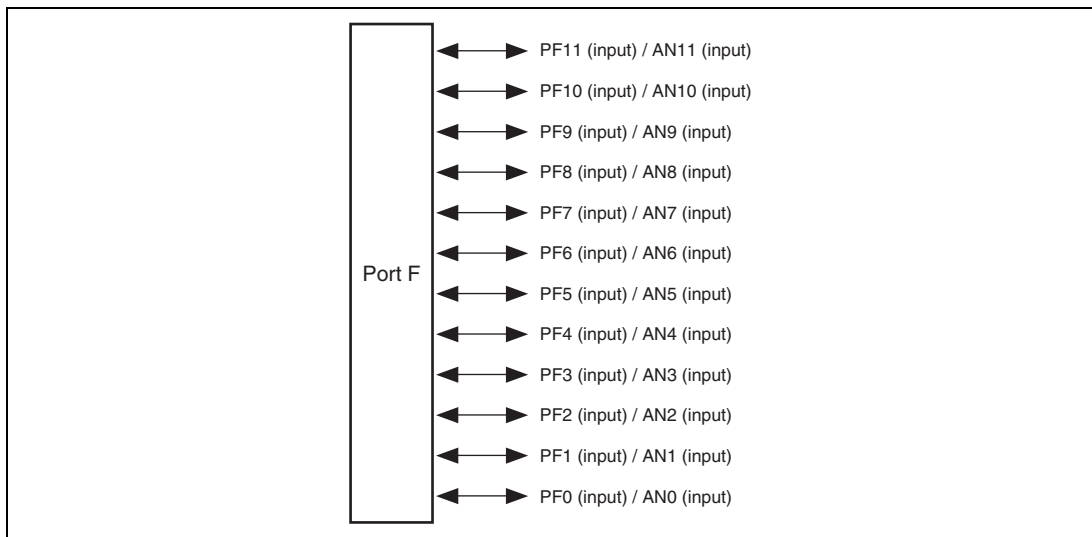 PF11 (input) / AN11 (input)
PF10 (input) / AN10 (input)
PF9 (input) / AN9 (input)
PF8 (input) / AN8 (input)
PF7 (input) / AN7 (input)
PF6 (input) / AN6 (input)
Port F
PF5 (input) / AN5 (input)
PF4 (input) / AN4 (input)
PF3 (input) / AN3 (input)
PF2 (input) / AN2 (input)
PF1 (input) / AN1 (input)
PF0 (input) / AN0 (input)